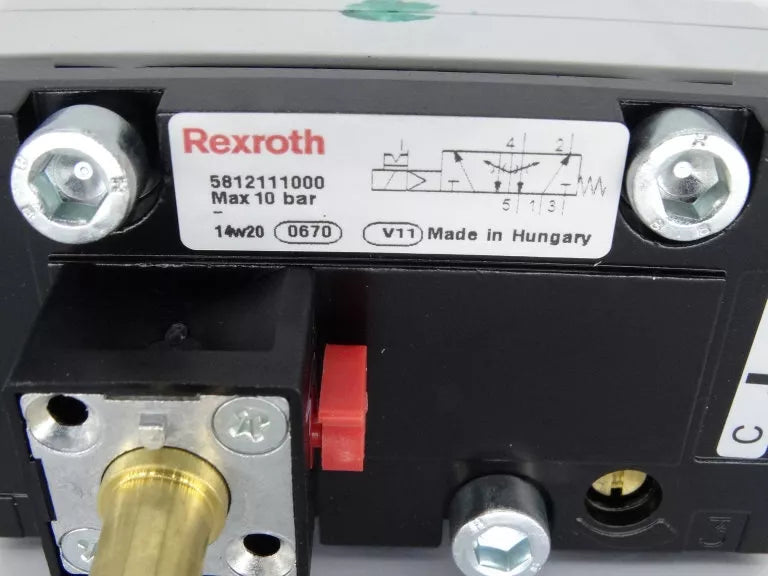 Rexroth
4 2
5812111000
Max 10 bar
5 1 3
-
14w20 0670 V11 Made in Hungary
C